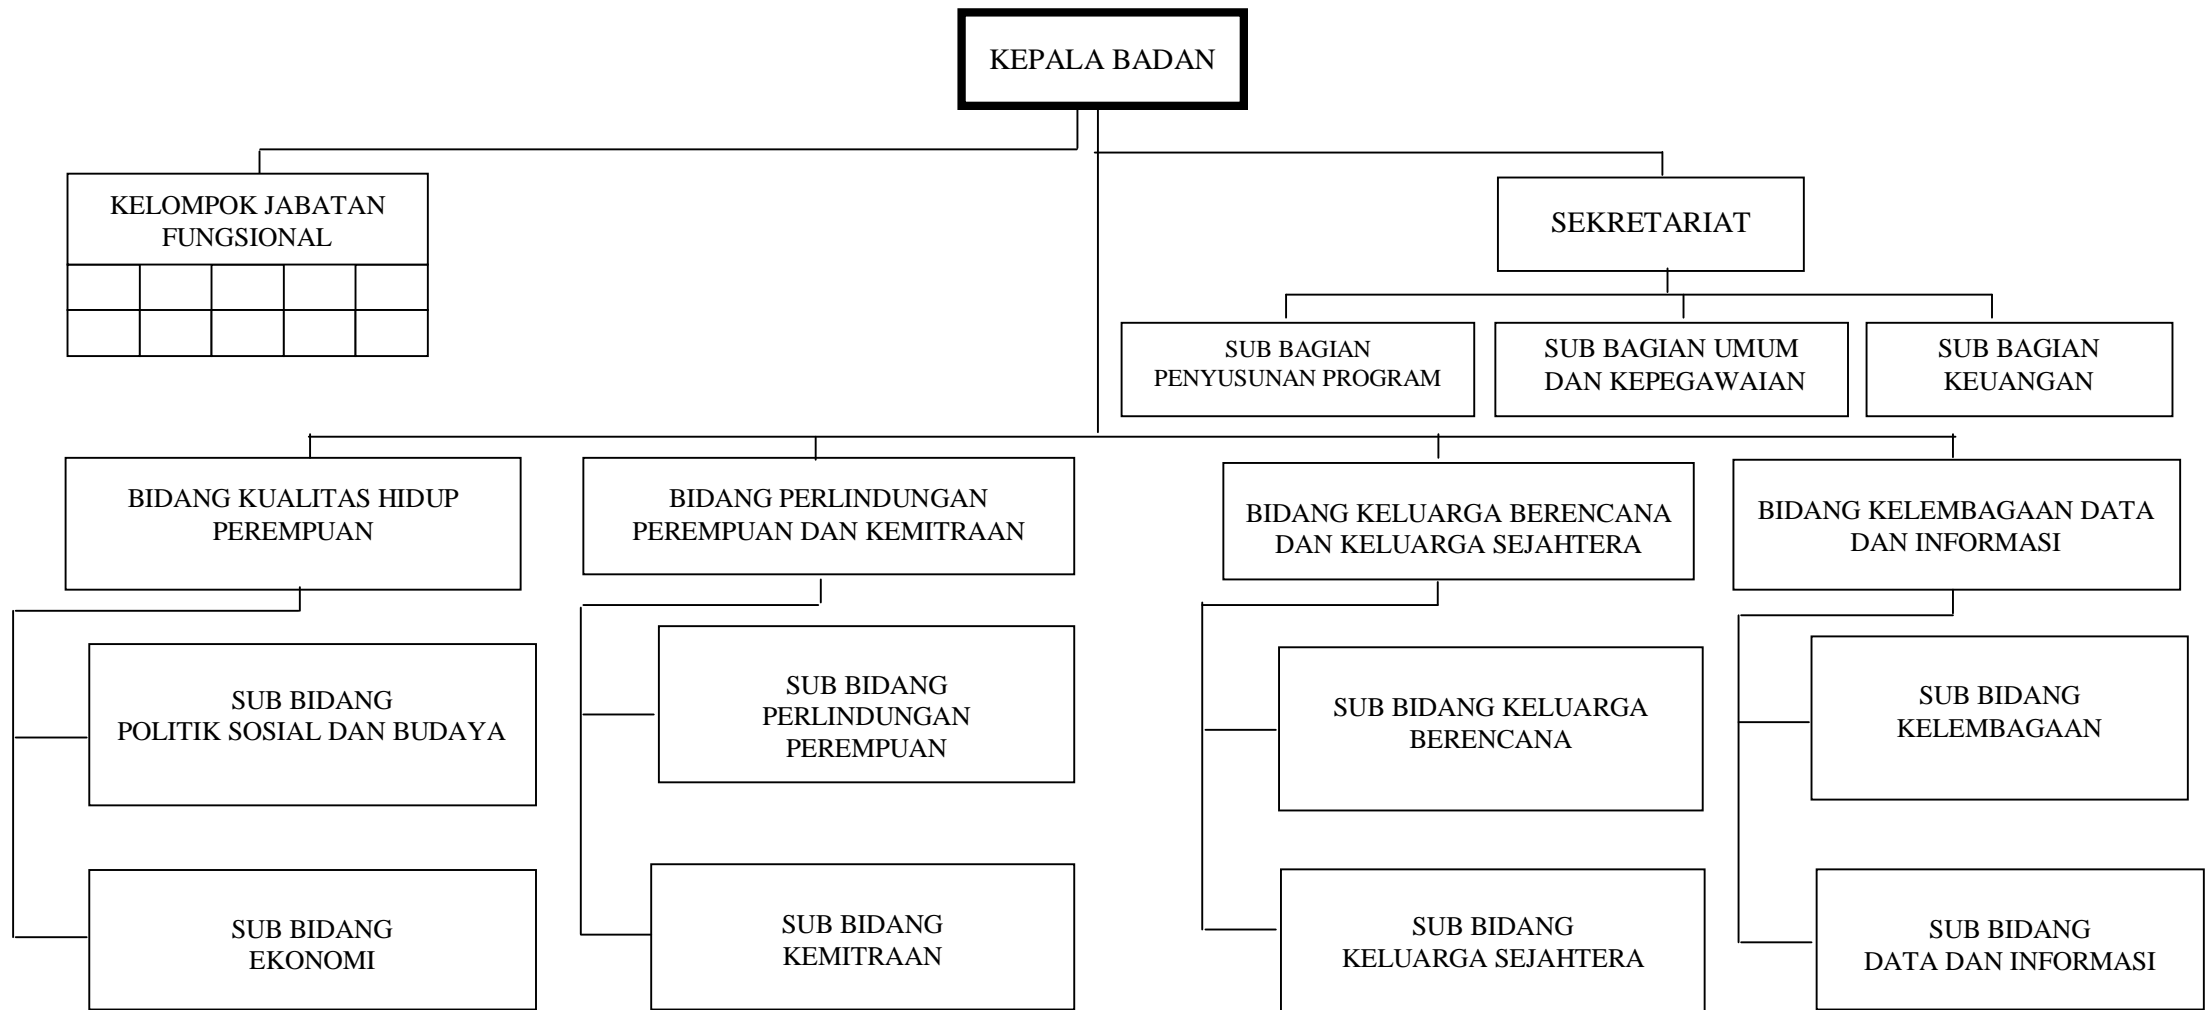 KEPALA BADAN
KELOMPOK JABATAN
FUNGSIONAL
SEKRETARIAT
SUB BAGIAN
PENYUSUNAN PROGRAM
SUB BAGIAN UMUM
DAN KEPEGAWAIAN
SUB BAGIAN
KEUANGAN
BIDANG KUALITAS HIDUP
PEREMPUAN
BIDANG PERLINDUNGAN
PEREMPUAN DAN KEMITRAAN
BIDANG KELUARGA BERENCANA
DAN KELUARGA SEJAHTERA
BIDANG KELEMBAGAAN DATA
DAN INFORMASI
SUB BIDANG
POLITIK SOSIAL DAN BUDAYA
SUB BIDANG
PERLINDUNGAN
PEREMPUAN
SUB BIDANG KELUARGA
BERENCANA
SUB BIDANG
KELEMBAGAAN
SUB BIDANG
EKONOMI
SUB BIDANG
KEMITRAAN
SUB BIDANG
KELUARGA SEJAHTERA
SUB BIDANG
DATA DAN INFORMASI